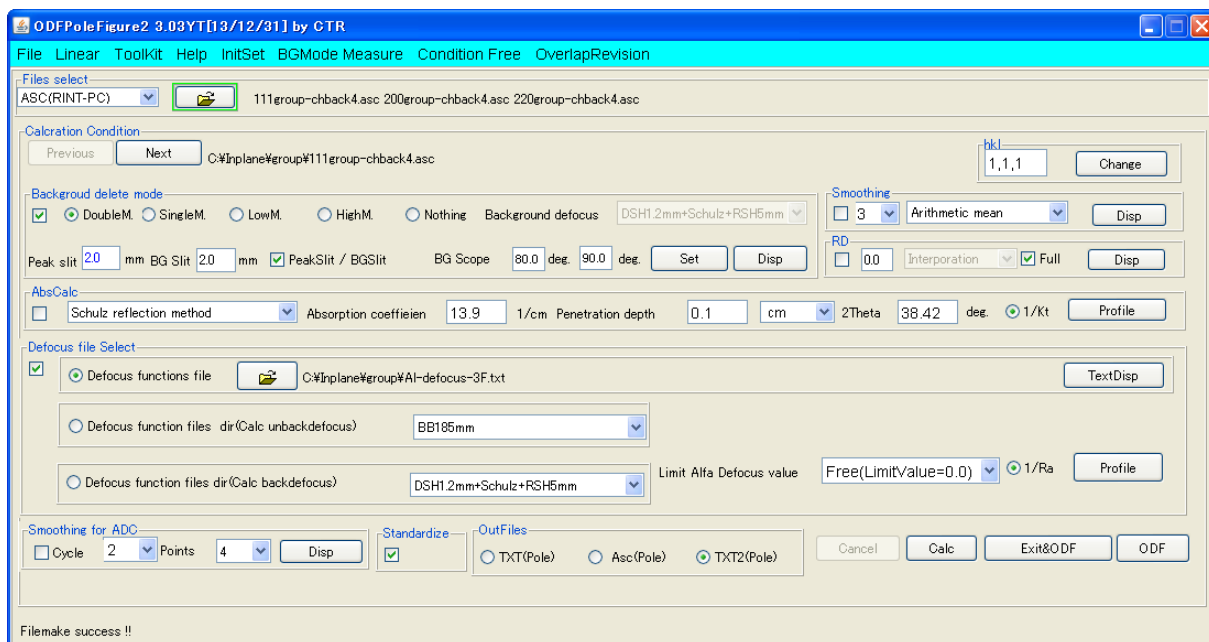 ODFPoleFigure2 3.03YT[13/12/31] by CTR
File Linear ToolKit Help InitSet BGMode Measure Condition Free OverlapRevision
Files select
ASC(RINT-PC) 111group-chback4.asc 200group-chback4.asc 220group-chback4.asc
Calcration Condition
Previous Next C:¥Inplane¥group¥111group-chback4.asc
hkl
1,1,1 Change
Backgroud delete mode
DoubleM. SingleM. LowM. HighM. Nothing Background defocus DSH1.2mm+Schulz+RSH5mm
Peak slit 2.0 mm BG Slit 2.0 mm PeakSlit / BGSlit BG Scope 80.0 deg. 90.0 deg. Set Disp
Smoothing
3 Arithmetic mean Disp
RD
0.0 Interporation Full Disp
AbsCalc
Schulz reflection method Absorption coeffieien 13.9 1/cm Penetration depth 0.1 cm 2Theta 38.42 deg. 1/Kt Profile
Defocus file Select
Defocus functions file C:¥Inplane¥group¥Al-defocus-3F.txt TextDisp
Defocus function files dir(Calc unbackdefocus) BB185mm
Defocus function files dir(Calc backdefocus) DSH1.2mm+Schulz+RSH5mm Limit Alfa Defocus value Free(LimitValue=0.0) 1/Ra Profile
Smoothing for ADC
Cycle 2 Points 4 Disp
Standardize
OutFiles
TXT(Pole) Asc(Pole) TXT2(Pole)
Cancel Calc Exit&ODF ODF
Filemake success !!